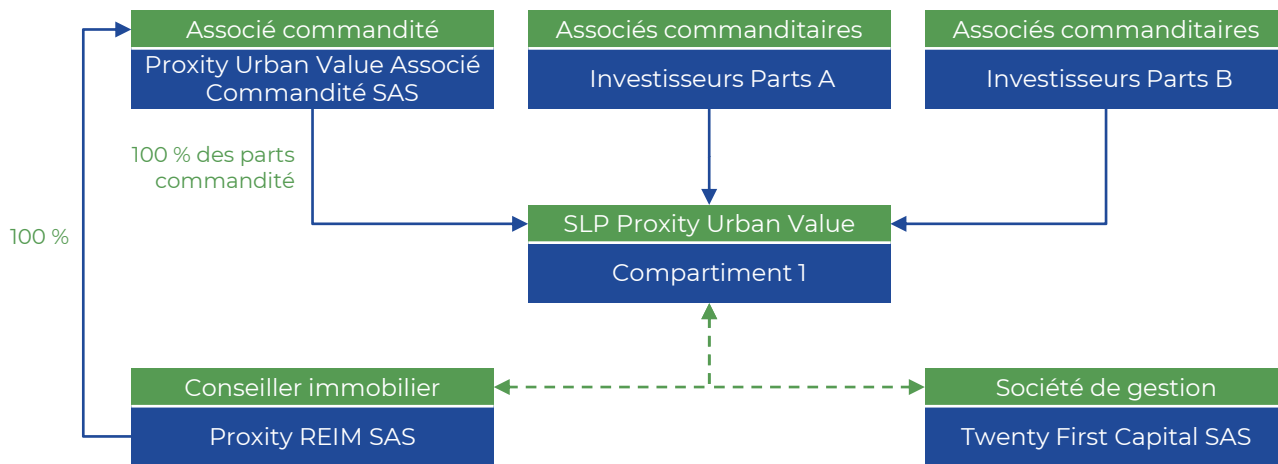 Associé commandité
Proxity Urban Value Associé
Commandité SAS
Associés commanditaires
Investisseurs Parts A
Associés commanditaires
Investisseurs Parts B
100 % des parts
commandité
100 %
SLP Proxity Urban Value
Compartiment 1
Conseiller immobilier
Proxity REIM SAS
Société de gestion
Twenty First Capital SAS